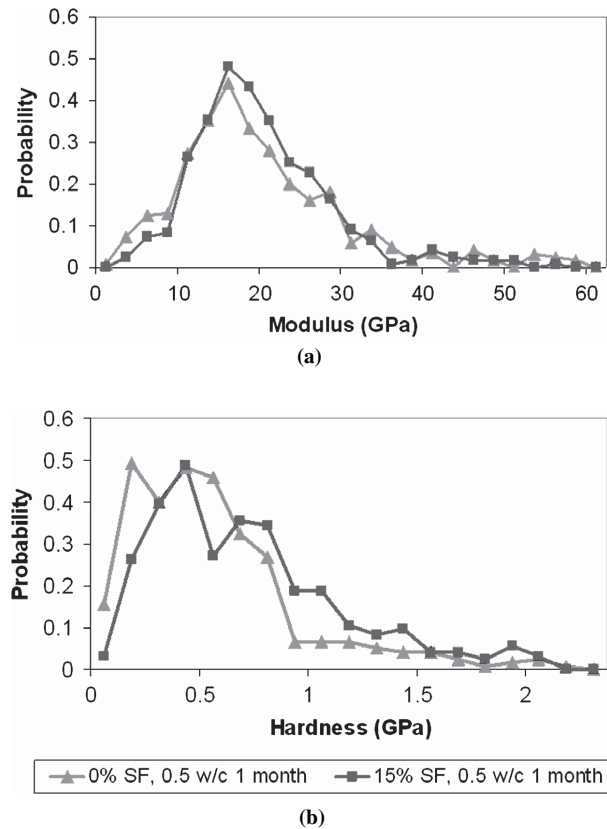 0.6
0.5
0.4
0.3
0.2
0.1
0
Probability
0 10 20 30 40 50 60
Modulus (GPa)
(a)
0.6
0.5
0.4
0.3
0.2
0.1
0
Probability
0 0.5 1 1.5 2
Hardness (GPa)
0% SF, 0.5 w/c 1 month 15% SF, 0.5 w/c 1 month
(b)